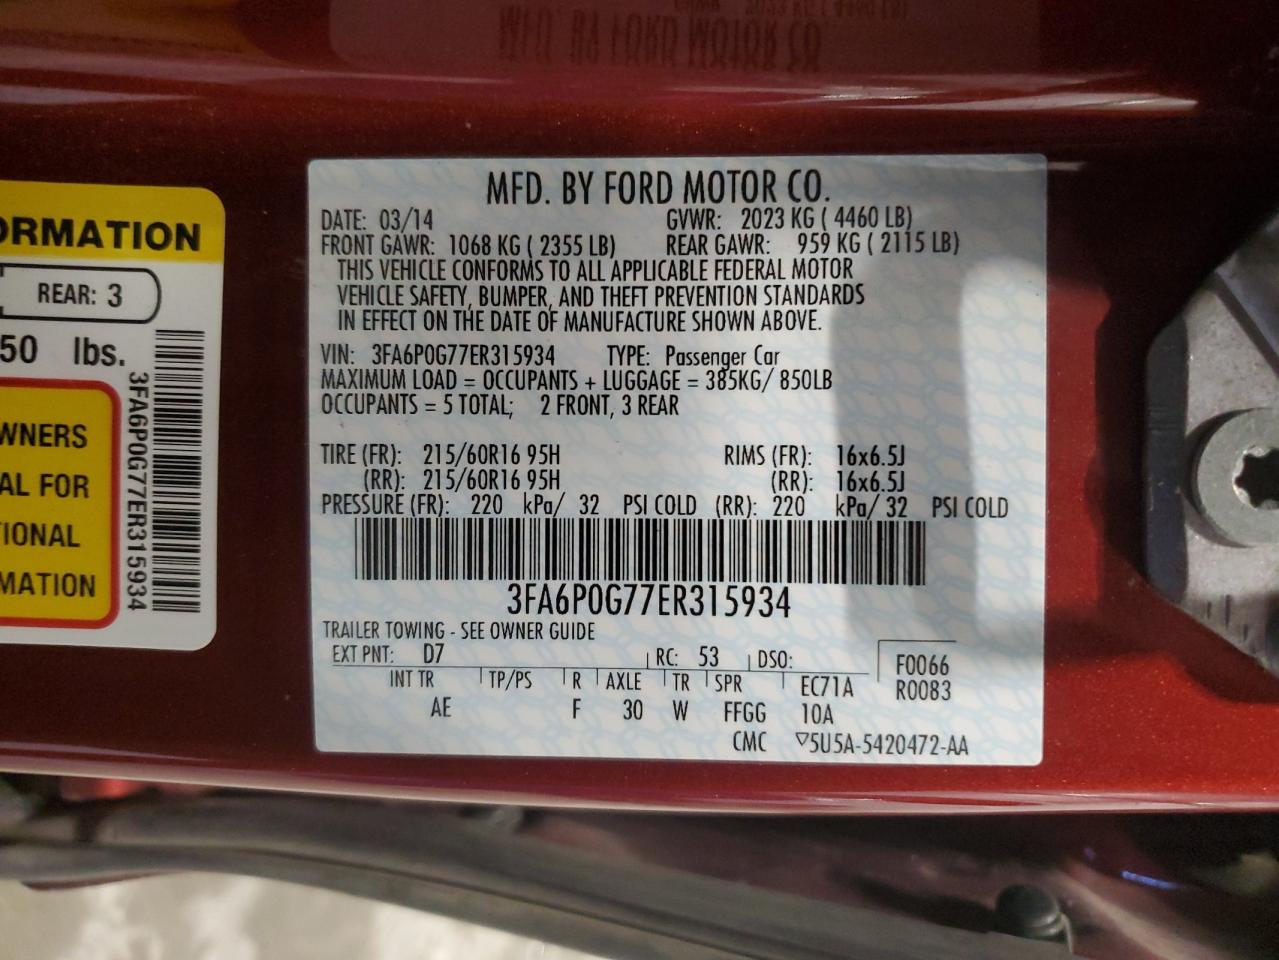 MFD. BY FORD MOTOR CO.
DATE: 03/14 GVWR: 2023 KG ( 4460 LB)
FRONT GAWR: 1068 KG ( 2355 LB) REAR GAWR: 959 KG ( 2115 LB)
THIS VEHICLE CONFORMS TO ALL APPLICABLE FEDERAL MOTOR
VEHICLE SAFETY, BUMPER, AND THEFT PREVENTION STANDARDS
IN EFFECT ON THE DATE OF MANUFACTURE SHOWN ABOVE.
VIN: 3FA6P0G77ER315934 TYPE: Passenger Car
MAXIMUM LOAD = OCCUPANTS + LUGGAGE = 385KG/ 850LB
OCCUPANTS = 5 TOTAL; 2 FRONT, 3 REAR
TIRE (FR): 215/60R16 95H RIMS (FR): 16x6.5J
(RR): 215/60R16 95H (RR): 16x6.5J
PRESSURE (FR): 220 kPa/ 32 PSI COLD (RR): 220 kPa/ 32 PSI COLD
3FA6P0G77ER315934
TRAILER TOWING - SEE OWNER GUIDE
EXT PNT: D7 RC: 53 DSO: F0066
R0083
INT TR TP/PS R AXLE TR SPR EC71A
AE F 30 W FFGG 10A
CMC ▽5U5A-5420472-AA
ORMATION
REAR: 3
50 lbs.
WNERS
AL FOR
TIONAL
MATION
3FA6P0G77ER315934